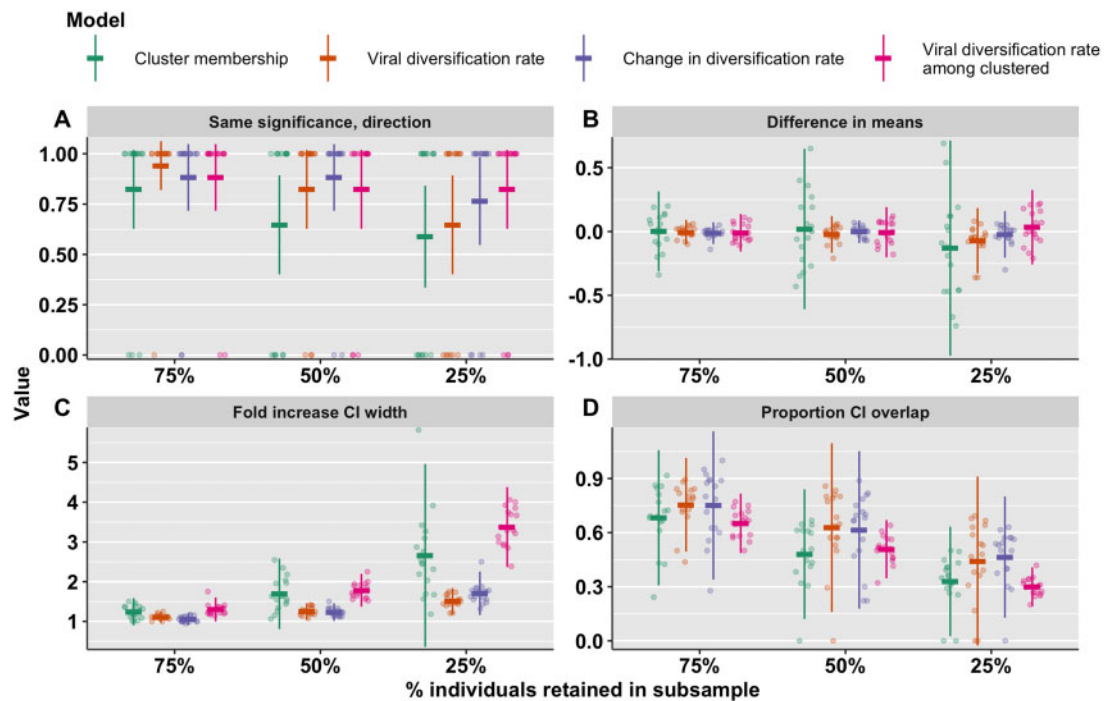 Model
Cluster membership
Viral diversification rate
Change in diversification rate
Viral diversification rate
among clustered
A
Same significance, direction
1.00
0.75
0.50
0.25
0.00
75%
50%
25%
B
Difference in means
0.5
0.0
-0.5
-1.0
75%
50%
25%
Value
C
Fold increase CI width
5
4
3
2
1
75%
50%
25%
D
Proportion CI overlap
0.9
0.6
0.3
0.0
75%
50%
25%
% individuals retained in subsample